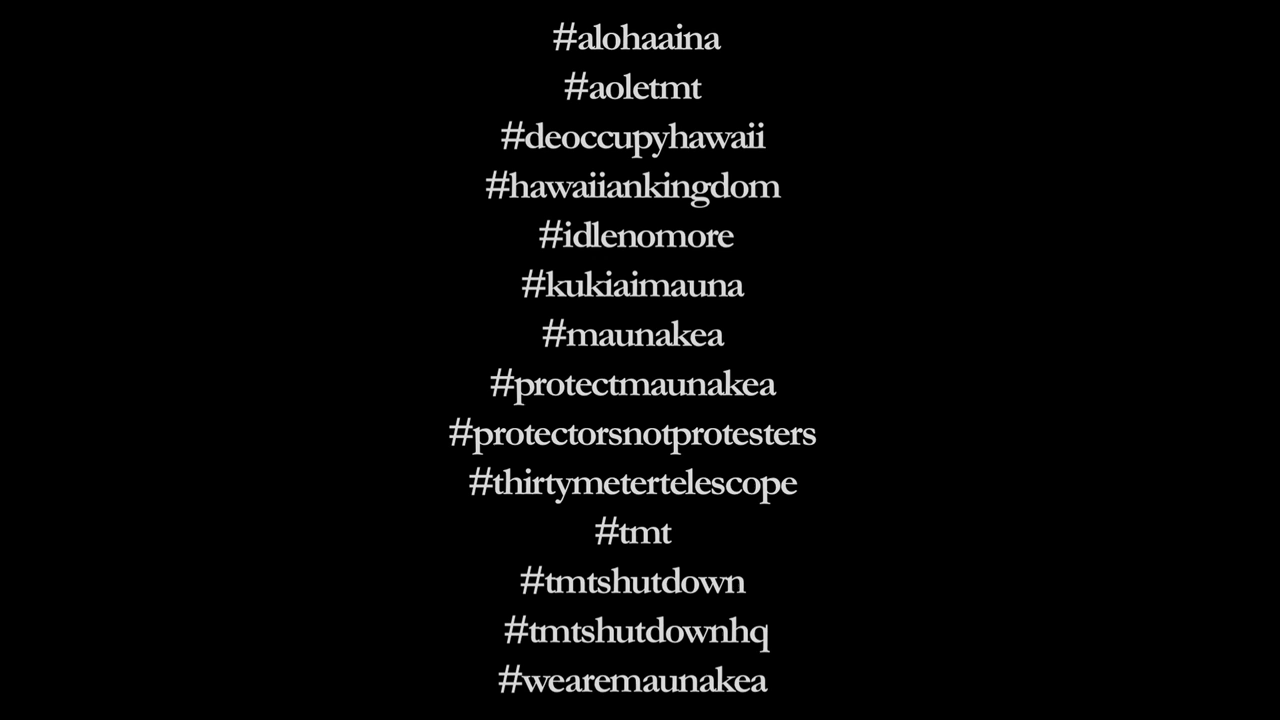 #alohaaina
#aoletmt
#deoccupyhawaii
#hawaiiankingdom
#idlenomore
#kukiaimauna
#maunakea
#protectmaunakea
#protectorsnotprotesters
#thirtymetertelescope
#tmt
#tmtshutdown
#tmtshutdownhq
#wearemaunakea